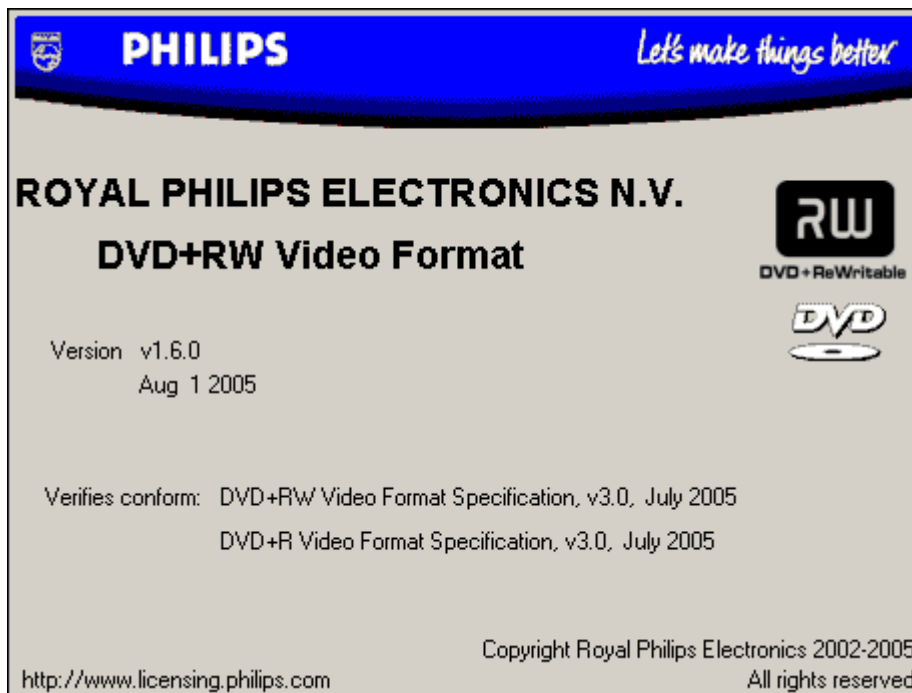 PHILIPS
Let's make things better.
ROYAL PHILIPS ELECTRONICS N.V.
DVD+RW Video Format
RW
DVD+ReWritable
DVD
Version v1.6.0
Aug 1 2005
Verifies conform: DVD+RW Video Format Specification, v3.0, July 2005
DVD+R Video Format Specification, v3.0, July 2005
Copyright Royal Philips Electronics 2002-2005
http://www.licensing.philips.com All rights reserved